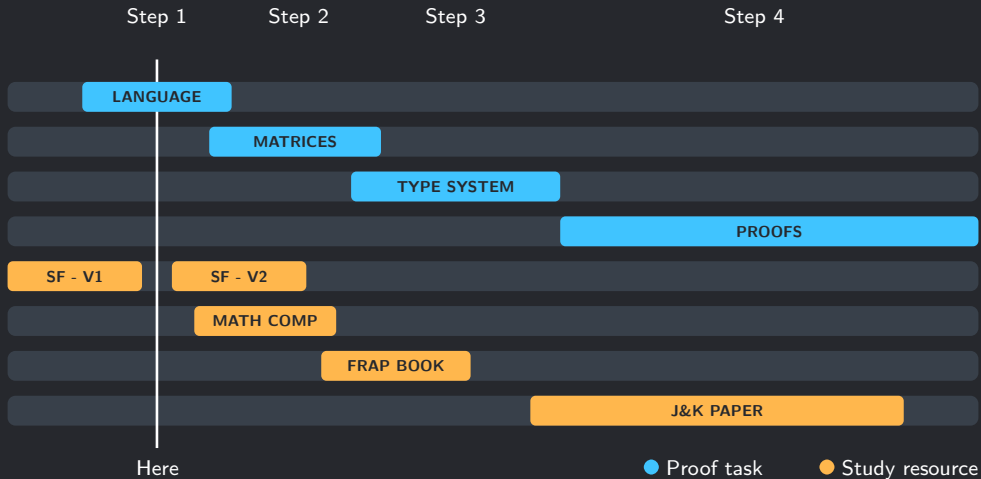 Step 1 Step 2 Step 3 Step 4
LANGUAGE
MATRICES
TYPE SYSTEM
PROOFS
SF - V1 SF - V2
MATH COMP
FRAP BOOK
J&K PAPER
Here Proof task Study resource